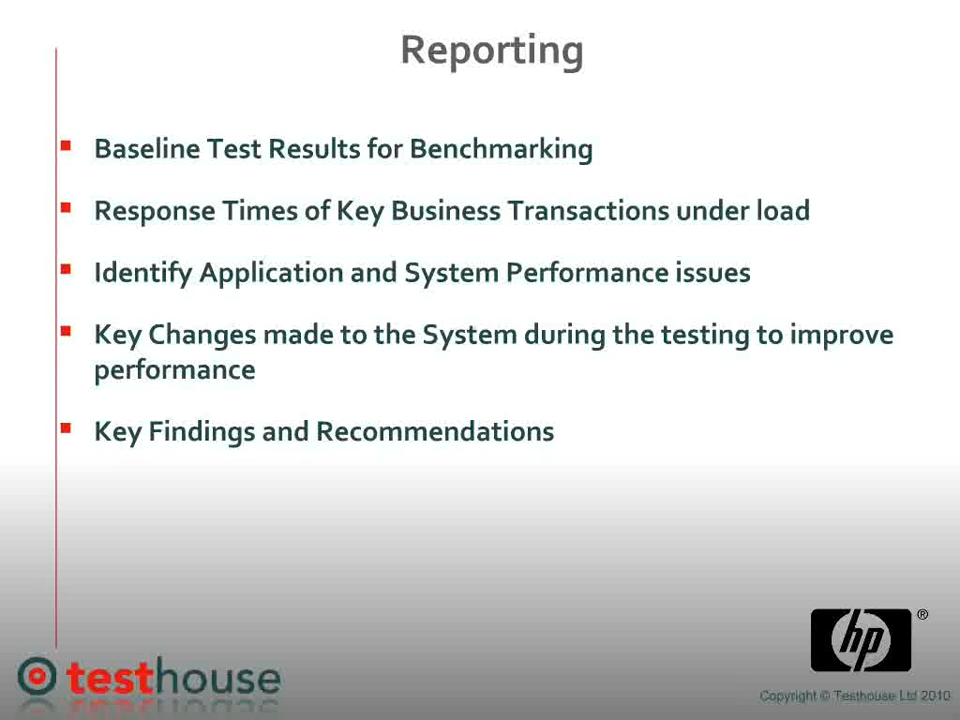 Reporting
Baseline Test Results for Benchmarking
Response Times of Key Business Transactions under load
Identify Application and System Performance issues
Key Changes made to the System during the testing to improve
performance
Key Findings and Recommendations
hp ®
testhouse
Copyright © Testhouse Ltd 2010